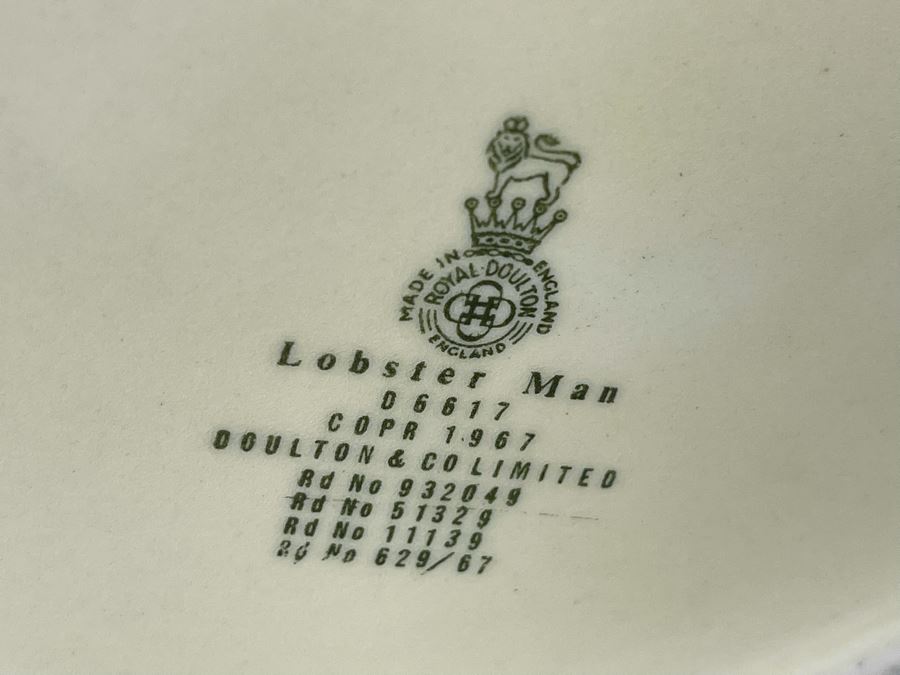 MADE IN ENGLAND
ROYAL·DOULTON
ENGLAND
Lobster Man
D 6617
COPR 1967
DOULTON & CO LIMITED
Rd No 932049
Rd No 51329
Rd No 11139
Rd No 629/67